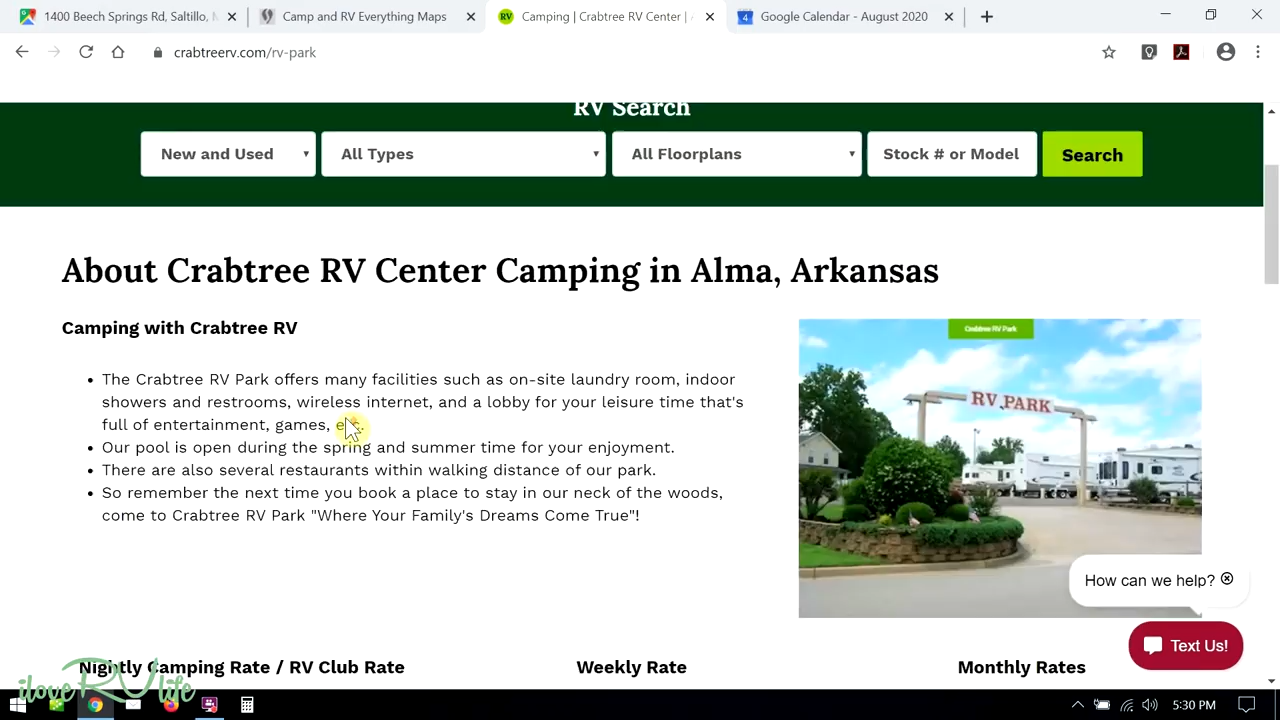 1400 Beech Springs Rd, Saltillo,
Camp and RV Everything Maps
Camping | Crabtree RV Center |
4
Google Calendar - August 2020
crabtreerv.com/rv-park
RV Search
New and Used
All Types
All Floorplans
Stock # or Model
Search
About Crabtree RV Center Camping in Alma, Arkansas
Camping with Crabtree RV
• The Crabtree RV Park offers many facilities such as on-site laundry room, indoor
showers and restrooms, wireless internet, and a lobby for your leisure time that's
full of entertainment, games, etc.
• Our pool is open during the spring and summer time for your enjoyment.
• There are also several restaurants within walking distance of our park.
• So remember the next time you book a place to stay in our neck of the woods,
come to Crabtree RV Park "Where Your Family's Dreams Come True"!
Crabtree RV Park
RV PARK
How can we help?
Text Us!
Nightly Camping Rate / RV Club Rate
Weekly Rate
Monthly Rates
iloveRVlife
5:30 PM